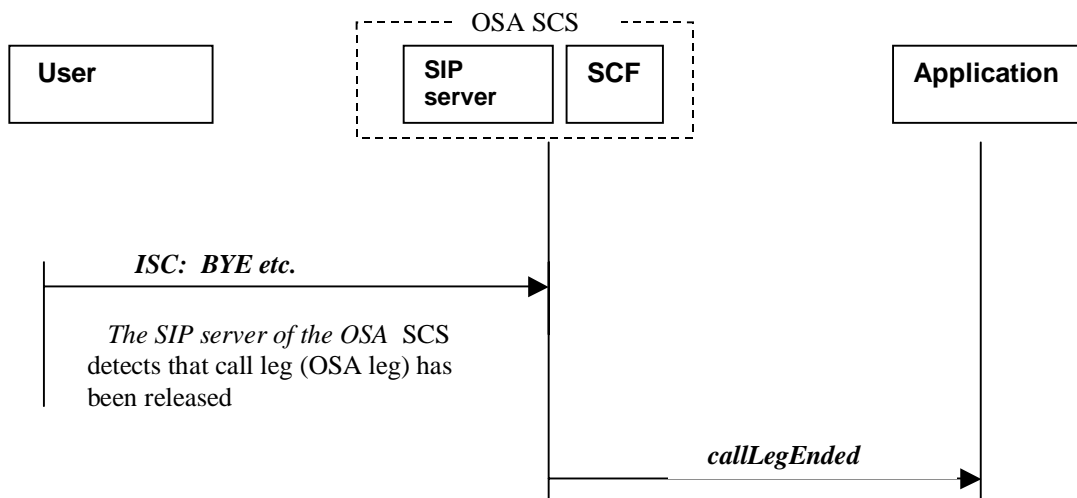 OSA SCS
User
SIP
server
SCF
Application
ISC: BYE etc.
The SIP server of the OSA SCS
detects that call leg (OSA leg) has
been released
callLegEnded